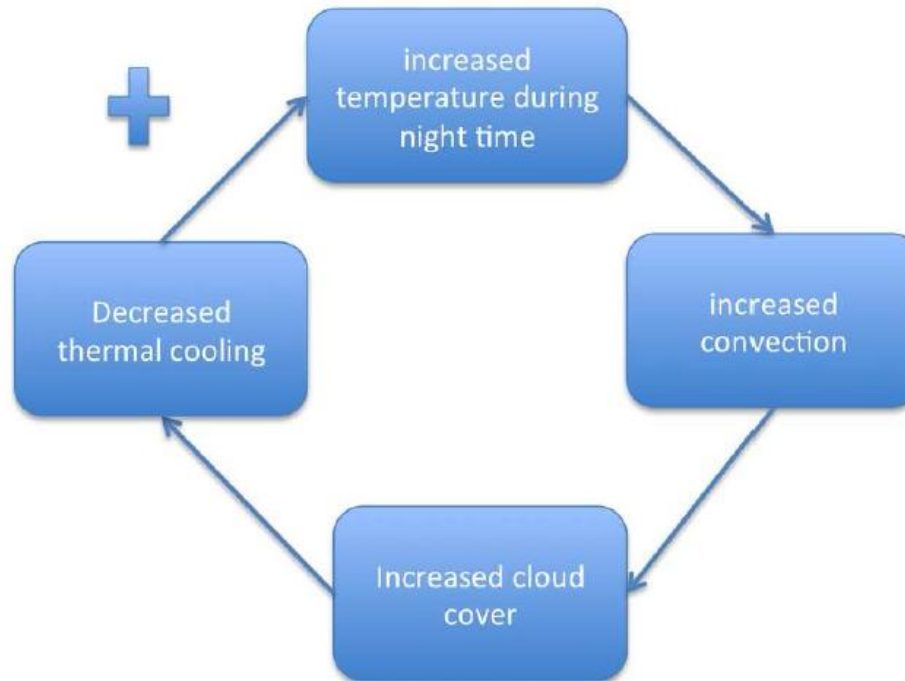 increased
temperature during
night time
increased
convection
Increased cloud
cover
Decreased
thermal cooling